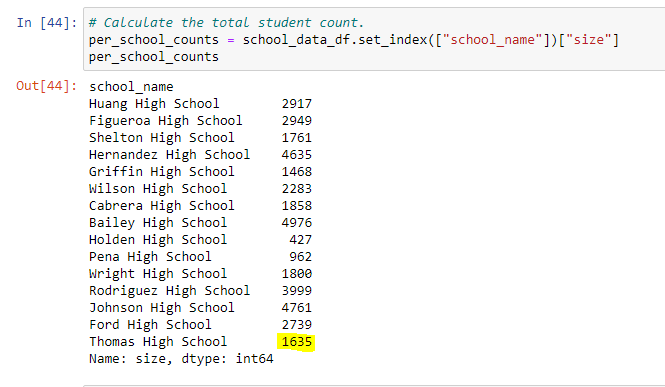 In [44]: # Calculate the total student count.
per_school_counts = school_data_df.set_index(["school_name"])["size"]
per_school_counts
Out[44]: school_name
Huang High School 2917
Figueroa High School 2949
Shelton High School 1761
Hernandez High School 4635
Griffin High School 1468
Wilson High School 2283
Cabrera High School 1858
Bailey High School 4976
Holden High School 427
Pena High School 962
Wright High School 1800
Rodriguez High School 3999
Johnson High School 4761
Ford High School 2739
Thomas High School 1635
Name: size, dtype: int64